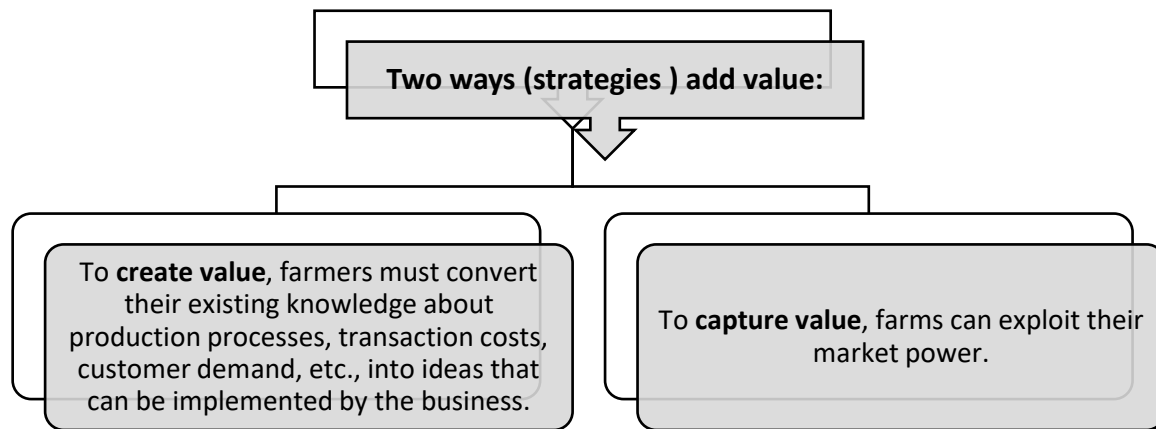 Two ways (strategies ) add value:
To create value, farmers must convert
their existing knowledge about
production processes, transaction costs,
customer demand, etc., into ideas that
can be implemented by the business.
To capture value, farms can exploit their
market power.